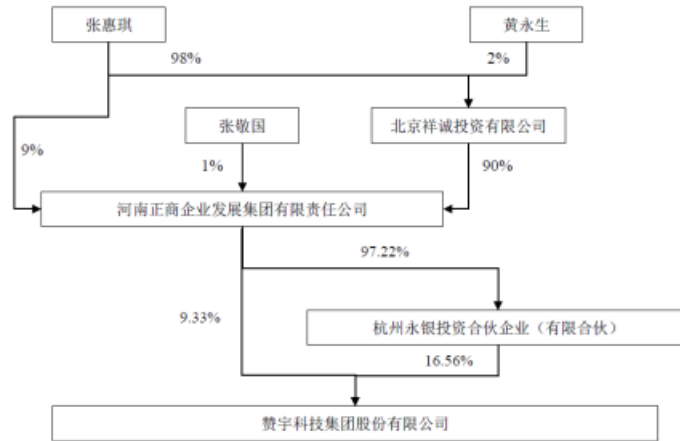 张惠琪
黄永生
98%
2%
张敬国
北京祥诚投资有限公司
9%
1%
90%
河南正商企业发展集团有限责任公司
97.22%
9.33%
杭州永银投资合伙企业（有限合伙）
16.56%
赞宇科技集团股份有限公司